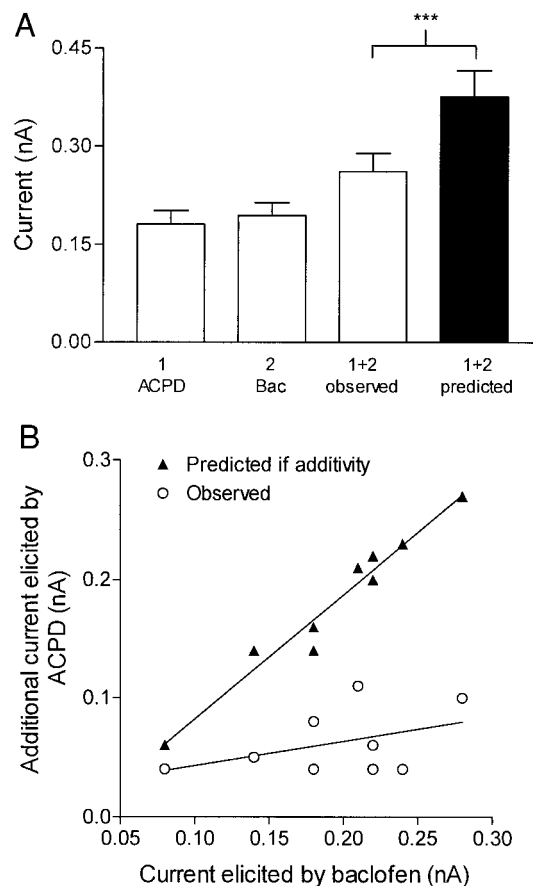 A
***
0.45
0.30
0.15
0.00
Current (nA)
1 2 1+2 1+2
ACPD Bac observed predicted
B
▲ Predicted if additivity
○ Observed
0.3
0.2
0.1
0.0
Additional current elicited by
ACPD (nA)
0.05 0.10 0.15 0.20 0.25 0.30
Current elicited by baclofen (nA)